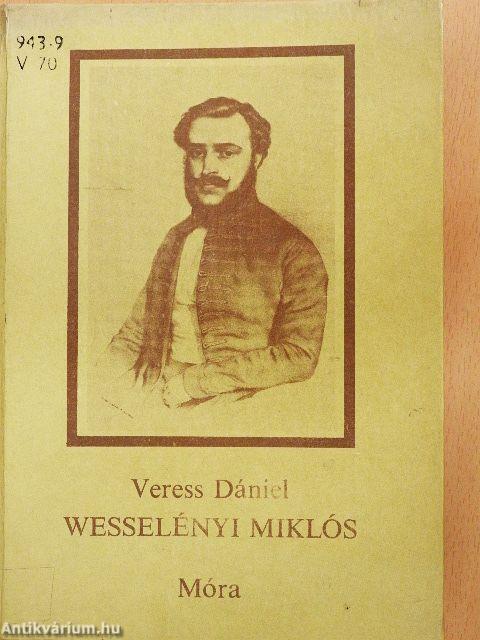 943.9
V 70
Veress Dániel
WESSELÉNYI MIKLÓS
Móra
Antikvárium.hu